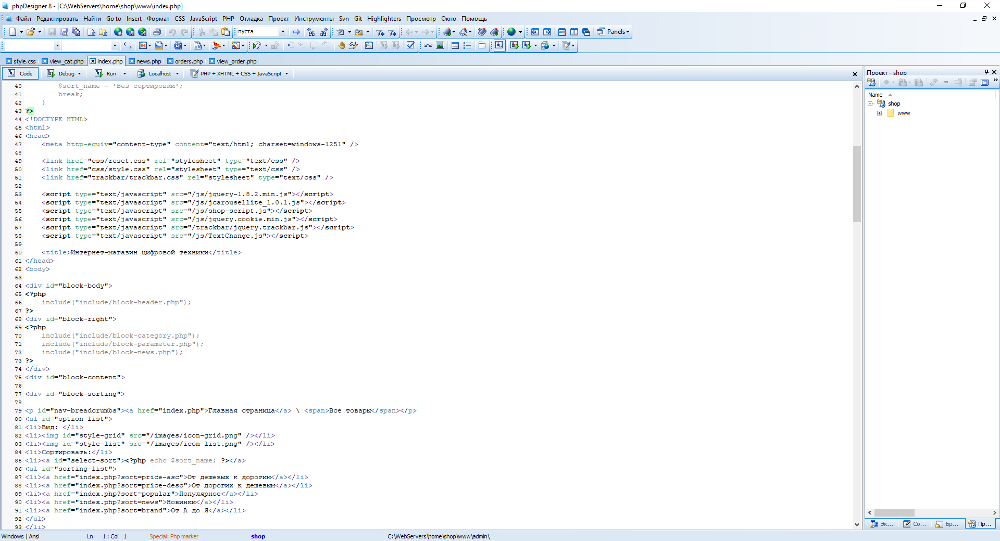 phpDesigner 8 - [C:\WebServers\home\shop\www\index.php]
Файл Редактировать Найти Go to Insert Формат CSS JavaScript PHP Отладка Проект Инструменты Svn Git Highlighters Просмотр Окно Помощь
пуста Panels
style.css view_cat.php index.php news.php orders.php view_order.php
Code Debug Run Localhost PHP + XHTML + CSS + JavaScript
Проект - shop
Name
shop
www
40 $sort_name = 'Без сортировки';
41 break;
42 }
43 ?>
44 <!DOCTYPE HTML>
45 <html>
46 <head>
47 <meta http-equiv="content-type" content="text/html; charset=windows-1251" />
48
49 <link href="css/reset.css" rel="stylesheet" type="text/css" />
50 <link href="css/style.css" rel="stylesheet" type="text/css" />
51 <link href="trackbar/trackbar.css" rel="stylesheet" type="text/css" />
52
53 <script type="text/javascript" src="/js/jquery-1.8.2.min.js"></script>
54 <script type="text/javascript" src="/js/jcarousellite_1.0.1.js"></script>
55 <script type="text/javascript" src="/js/shop-script.js"></script>
56 <script type="text/javascript" src="/js/jquery.cookie.min.js"></script>
57 <script type="text/javascript" src="/trackbar/jquery.trackbar.js"></script>
58 <script type="text/javascript" src="/js/TextChange.js"></script>
59
60 <title>Интернет-магазин цифровой техники</title>
61 </head>
62 <body>
63
64 <div id="block-body">
65 <?php
66 include("include/block-header.php");
67 ?>
68 <div id="block-right">
69 <?php
70 include("include/block-category.php");
71 include("include/block-parameter.php");
72 include("include/block-news.php");
73 ?>
74 </div>
75 <div id="block-content">
76
77 <div id="block-sorting">
78
79 <p id="nav-breadcrumbs"><a href="index.php">Главная страница</a> \ <span>Все товары</span></p>
80 <ul id="option-list">
81 <li>Вид: </li>
82 <li><img id="style-grid" src="/images/icon-grid.png" /></li>
83 <li><img id="style-list" src="/images/icon-list.png" /></li>
84 <li>Сортировать:</li>
85 <li><a id="select-sort"><?php echo $sort_name; ?></a>
86 <ul id="sorting-list">
87 <li><a href="index.php?sort=price-asc">От дешевых к дорогим</a></li>
88 <li><a href="index.php?sort=price-desc">От дорогих к дешевым</a></li>
89 <li><a href="index.php?sort=popular">Популярное</a></li>
90 <li><a href="index.php?sort=news">Новинки</a></li>
91 <li><a href="index.php?sort=brand">От А до Я</a></li>
92 </ul>
93 </li>
Эк... Со... Бр... Пр...
Windows | Ansi Ln 1 : Col 1 Special: Php marker shop C:\WebServers\home\shop\www\admin\